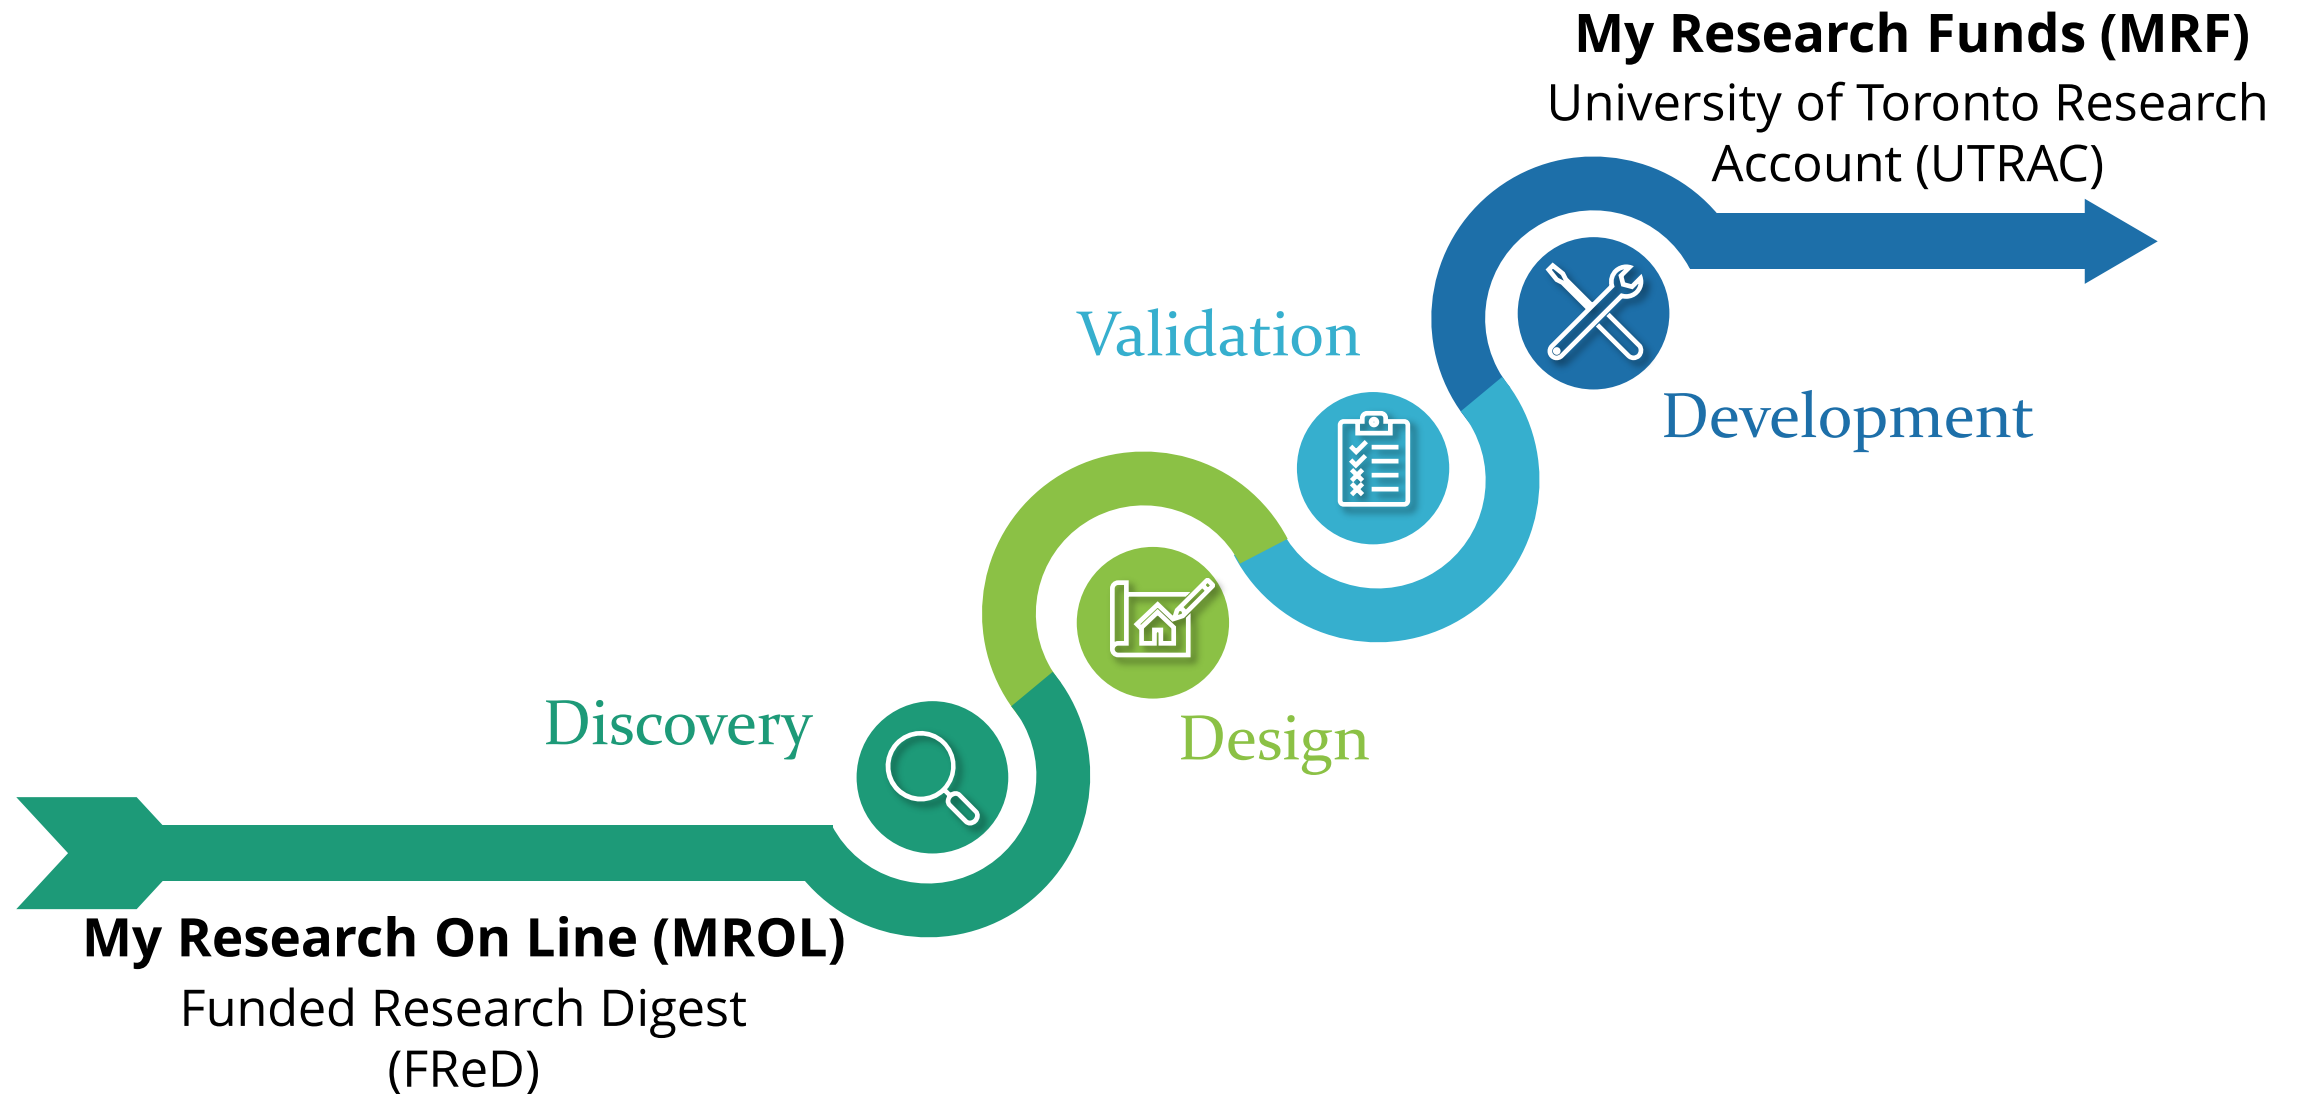 My Research Funds (MRF)
University of Toronto Research
Account (UTRAC)
Validation
Development
Discovery
Design
My Research On Line (MROL)
Funded Research Digest
(FReD)